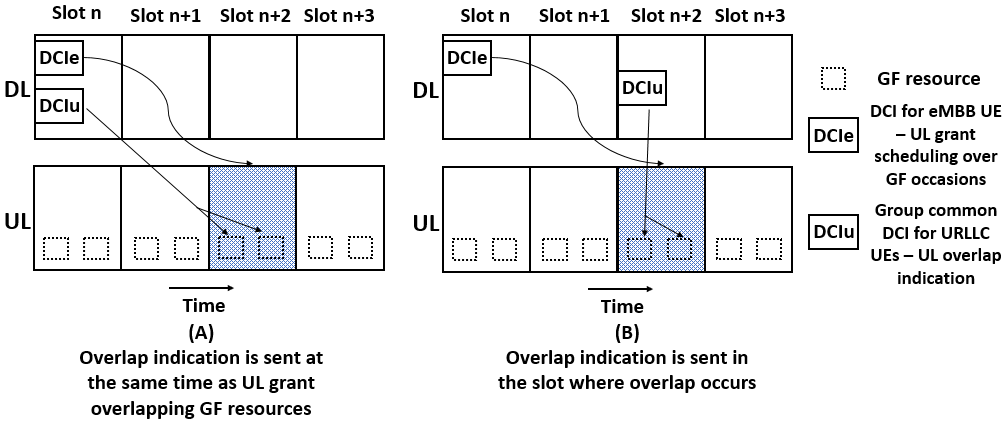 Slot n Slot n+1 Slot n+2 Slot n+3
DL
DCIe
DCIu
UL
Time
(A)
Overlap indication is sent at
the same time as UL grant
overlapping GF resources
Slot n Slot n+1 Slot n+2 Slot n+3
DL
DCIe
DCIu
UL
Time
(B)
Overlap indication is sent in
the slot where overlap occurs
GF resource
DCIe
DCI for eMBB UE
– UL grant
scheduling over
GF occasions
DCIu
Group common
DCI for URLLC
UEs – UL overlap
indication